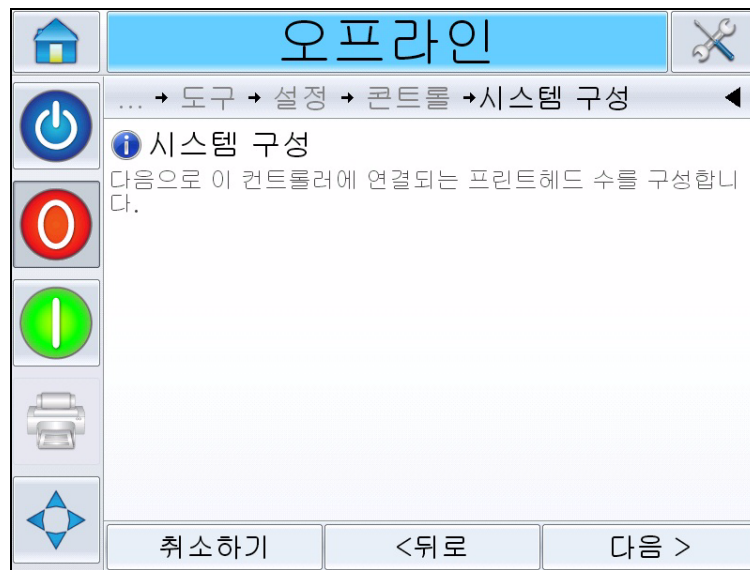 오프라인
... → 도구 → 설정 → 콘트롤 →시스템 구성
시스템 구성
다음으로 이 컨트롤러에 연결되는 프린트헤드 수를 구성합니
다.
취소하기
<뒤로
다음 >